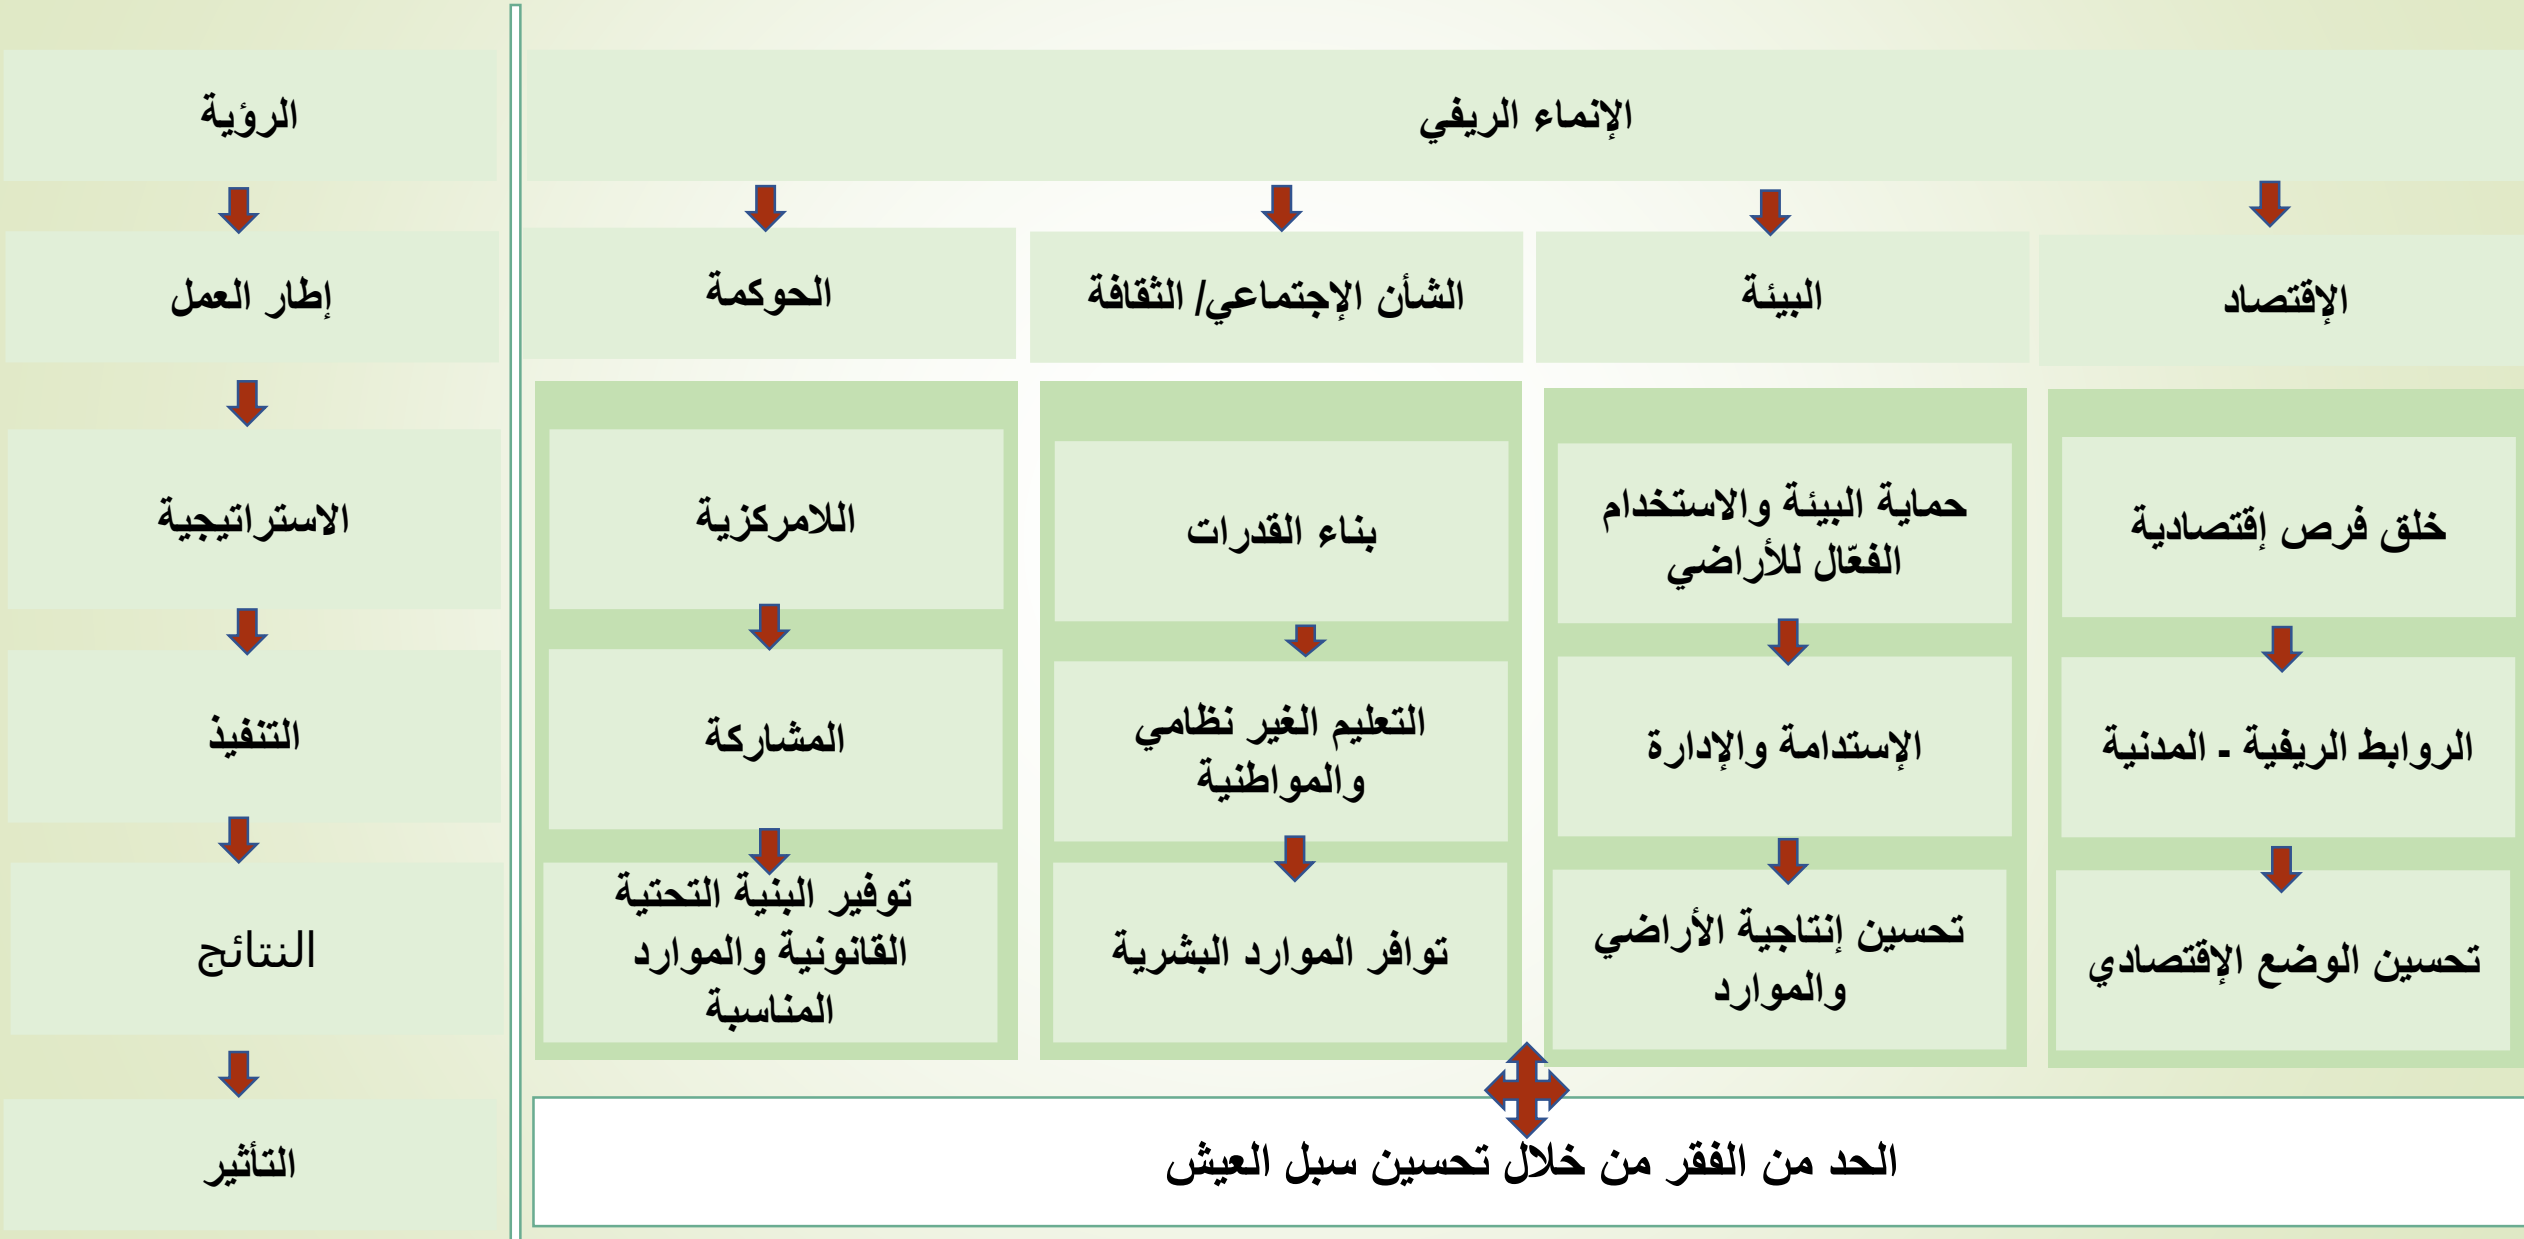 الإنماء الريفي
الرؤية
الإقتصاد
البيئة
الشأن الإجتماعي/ الثقافة
الحوكمة
إطار العمل
خلق فرص إقتصادية
حماية البيئة والاستخدام
الفعّال للأراضي
بناء القدرات
اللامركزية
الاستراتيجية
الروابط الريفية - المدنية
الإستدامة والإدارة
التعليم الغير نظامي
والمواطنية
المشاركة
التنفيذ
تحسين الوضع الإقتصادي
تحسين إنتاجية الأراضي
والموارد
توافر الموارد البشرية
توفير البنية التحتية
القانونية والموارد
المناسبة
النتائج
الحد من الفقر من خلال تحسين سبل العيش
التأثير